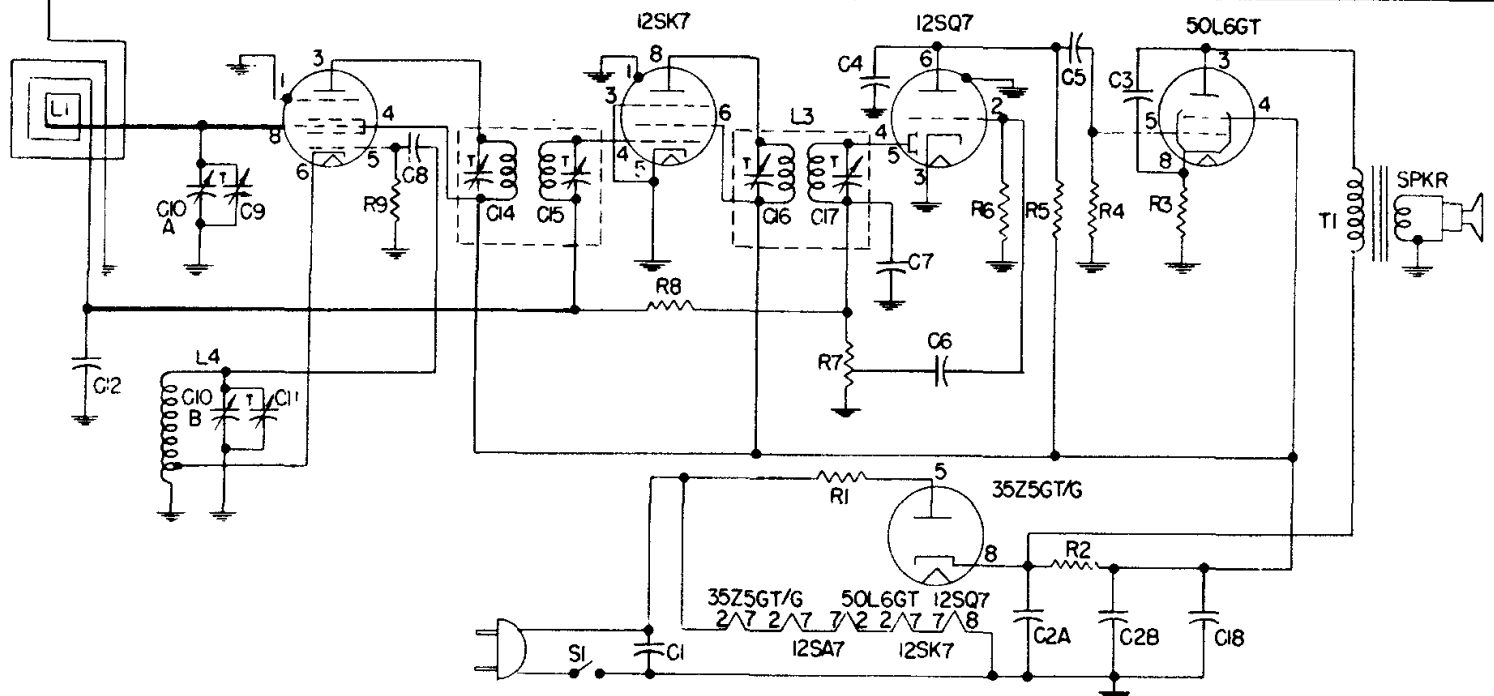 12SK7
12SQ7
50L6GT
L1
1
8
3
4
5
6
C10
A
T
C9
R9
C8
T
C14
T
C15
1
3
8
6
4
5
L3
T
C16
T
C17
C7
C4
6
2
4
3
R6
R5
C5
R4
C3
3
5
4
8
R3
T1
SPKR
R8
R7
C6
C12
L4
C10
B
T
C11
R1
5
35Z5GT/G
8
R2
35Z5GT/G 50L6GT 12SQ7
2 7 2 7 7 2 2 7 7 8
12SA7 12SK7
S1
C1
C2A
C2B
C18